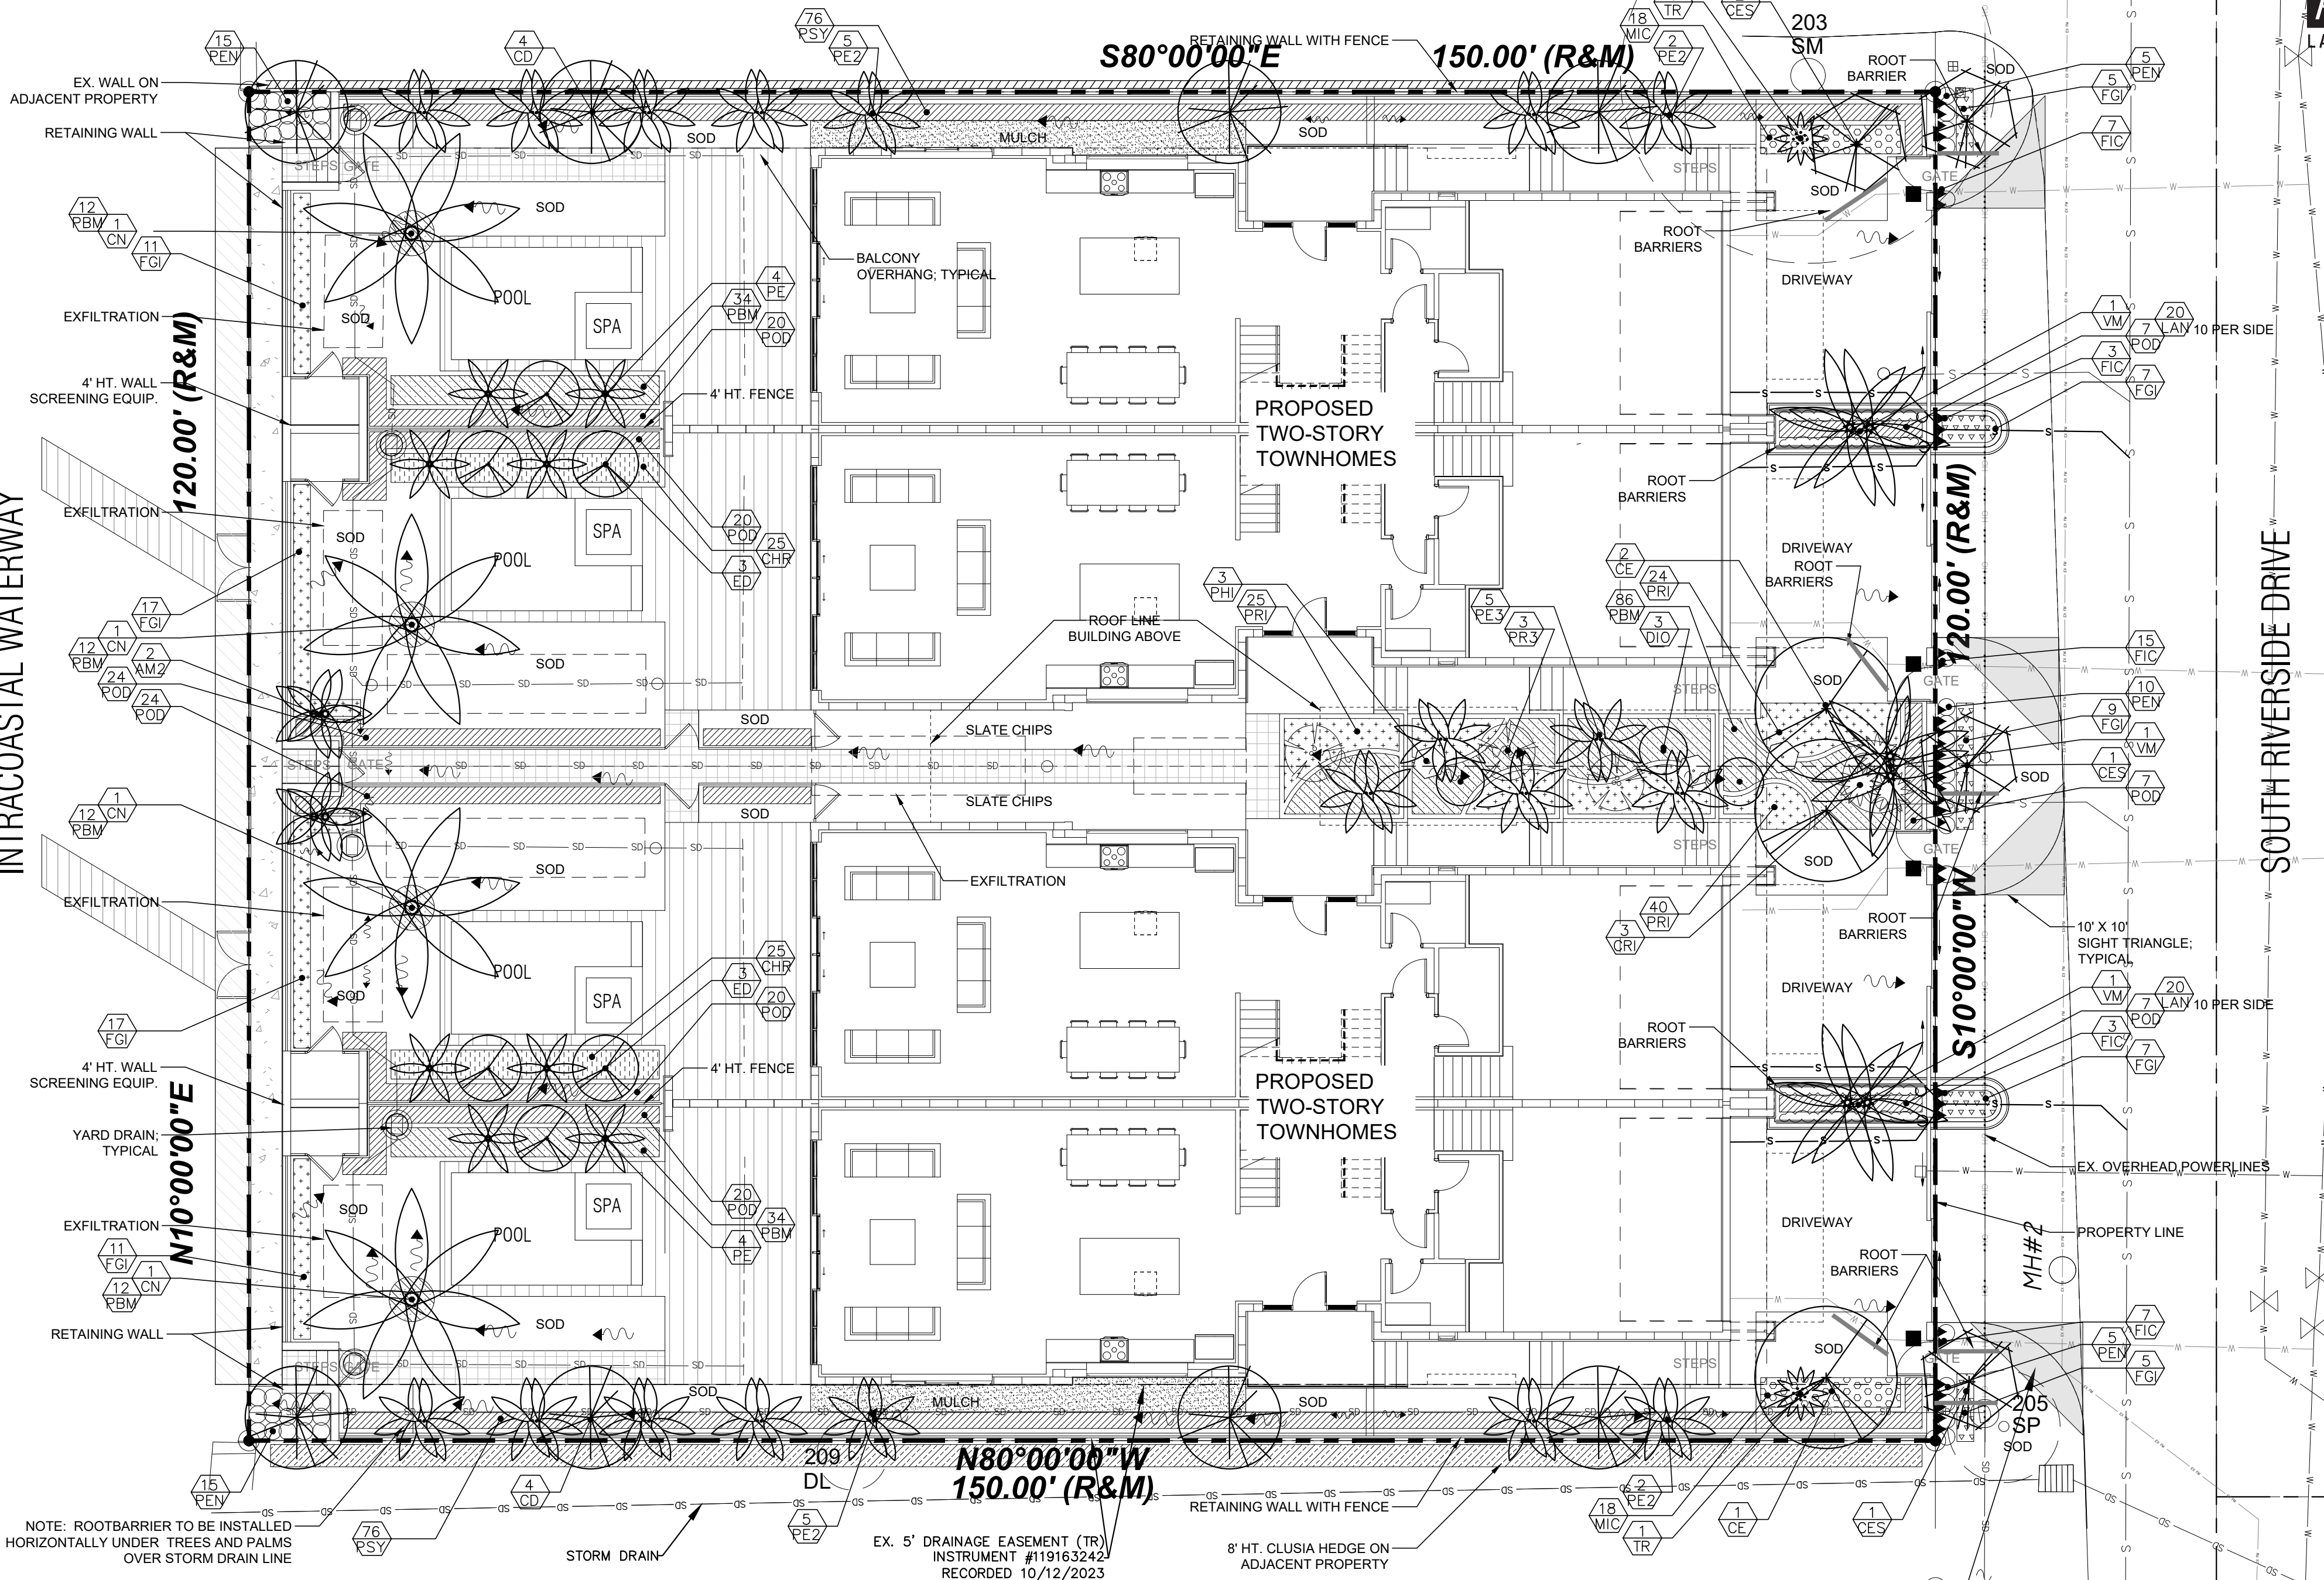 76
PSY
5
PE2
RETAINING WALL WITH FENCE
S80°00'00"E
150.00' (R&M)
18
MIC
TR
2
PE2
CES
203
SM
ROOT
BARRIER
SOD
5
PEN
5
FGI
7
FIC
15
PEN
4
CD
EX. WALL ON
ADJACENT PROPERTY
RETAINING WALL
STEPS GATE
SOD
MULCH
SOD
STEPS
SOD
GATE
12
PBM
1
CN
11
FGI
SOD
POOL
SPA
SOD
EXFILTRATION
120.00' (R&M)
4' HT. WALL
SCREENING EQUIP.
BALCONY
OVERHANG; TYPICAL
4
PE
34
PBM
20
POD
4' HT. FENCE
ROOT
BARRIERS
DRIVEWAY
1
VM
20
LAN
10 PER SIDE
7
POD
3
FIC
7
FGI
PROPOSED
TWO-STORY
TOWNHOMES
ROOT
BARRIERS
120.00' (R&M)
INTRACOASTAL WATERWAY
SOUTH RIVERSIDE DRIVE
EXFILTRATION
SOD
POOL
SPA
20
POD
25
CHR
3
ED
17
FGI
12
PBM
1
CN
2
AM2
24
POD
24
POD
SOD
3
PHI
25
PRI
ROOF LINE
BUILDING ABOVE
5
PE3
3
PR3
2
CE
24
PRI
86
PBM
3
DIO
DRIVEWAY
ROOT
BARRIERS
STEPS
SOD
GATE
15
FIC
10
PEN
9
FGI
1
VM
1
CES
7
POD
SOD
SOD
SLATE CHIPS
STEPS
GATE
SOD
SLATE CHIPS
STEPS
SOD
GATE
12
PBM
1
CN
SOD
EXFILTRATION
EXFILTRATION
40
PRI
3
CRI
ROOT
BARRIERS
S10°00'00"W
10' X 10'
SIGHT TRIANGLE;
TYPICAL
POOL
SPA
SOD
25
CHR
3
ED
20
POD
DRIVEWAY
1
VM
20
LAN
10 PER SIDE
7
POD
3
FIC
7
FGI
17
FGI
4' HT. WALL
SCREENING EQUIP.
4' HT. FENCE
ROOT
BARRIERS
PROPOSED
TWO-STORY
TOWNHOMES
N10°00'00"E
YARD DRAIN;
TYPICAL
EX. OVERHEAD POWERLINES
SOD
SPA
POOL
20
POD
34
PBM
4
PE
EXFILTRATION
DRIVEWAY
PROPERTY LINE
MH#2
11
FGI
12
PBM
1
CN
ROOT
BARRIERS
RETAINING WALL
SOD
STEPS GATE
SOD
MULCH
SOD
STEPS
SOD
GATE
7
FIC
5
PEN
5
FGI
205
SP
SOD
209
DL
N80°00'00"W
150.00' (R&M)
15
PEN
4
CD
76
PSY
5
PE2
NOTE: ROOTBARRIER TO BE INSTALLED
HORIZONTALLY UNDER TREES AND PALMS
OVER STORM DRAIN LINE
STORM DRAIN
EX. 5' DRAINAGE EASEMENT (TR)
INSTRUMENT #119163242
RECORDED 10/12/2023
RETAINING WALL WITH FENCE
8' HT. CLUSIA HEDGE ON
ADJACENT PROPERTY
2
PE2
18
MIC
1
TR
1
CE
1
CES